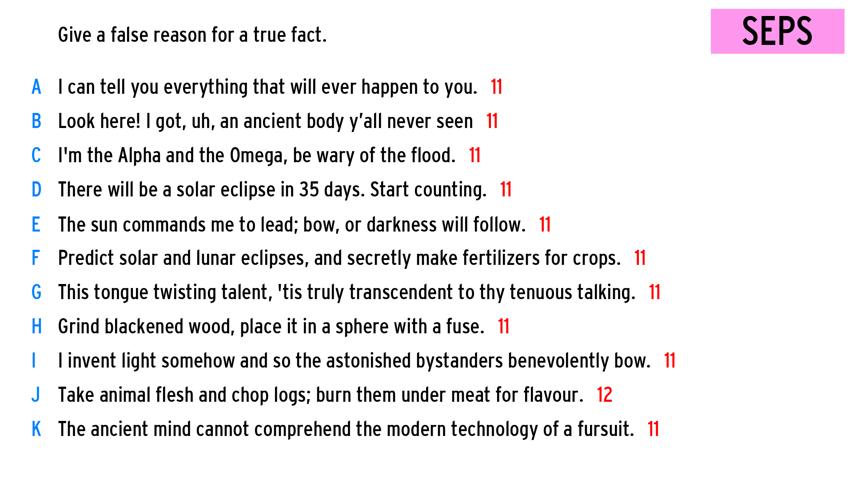 Give a false reason for a true fact.
SEPS
A I can tell you everything that will ever happen to you. 11
B Look here! I got, uh, an ancient body y'all never seen 11
C I'm the Alpha and the Omega, be wary of the flood. 11
D There will be a solar eclipse in 35 days. Start counting. 11
E The sun commands me to lead; bow, or darkness will follow. 11
F Predict solar and lunar eclipses, and secretly make fertilizers for crops. 11
G This tongue twisting talent, 'tis truly transcendent to thy tenuous talking. 11
H Grind blackened wood, place it in a sphere with a fuse. 11
I I invent light somehow and so the astonished bystanders benevolently bow. 11
J Take animal flesh and chop logs; burn them under meat for flavour. 12
K The ancient mind cannot comprehend the modern technology of a fursuit. 11